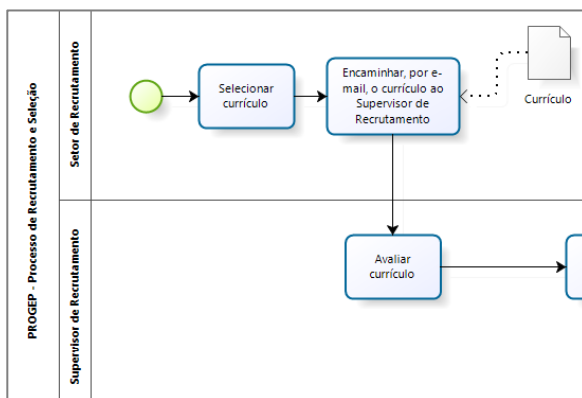 PROGEP - Processo de Recrutamento e Seleção
Setor de Recrutamento
Selecionar
currículo
Encaminhar, por e-
mail, o currículo ao
Supervisor de
Recrutamento
Currículo
Supervisor de Recrutamento
Avaliar
currículo